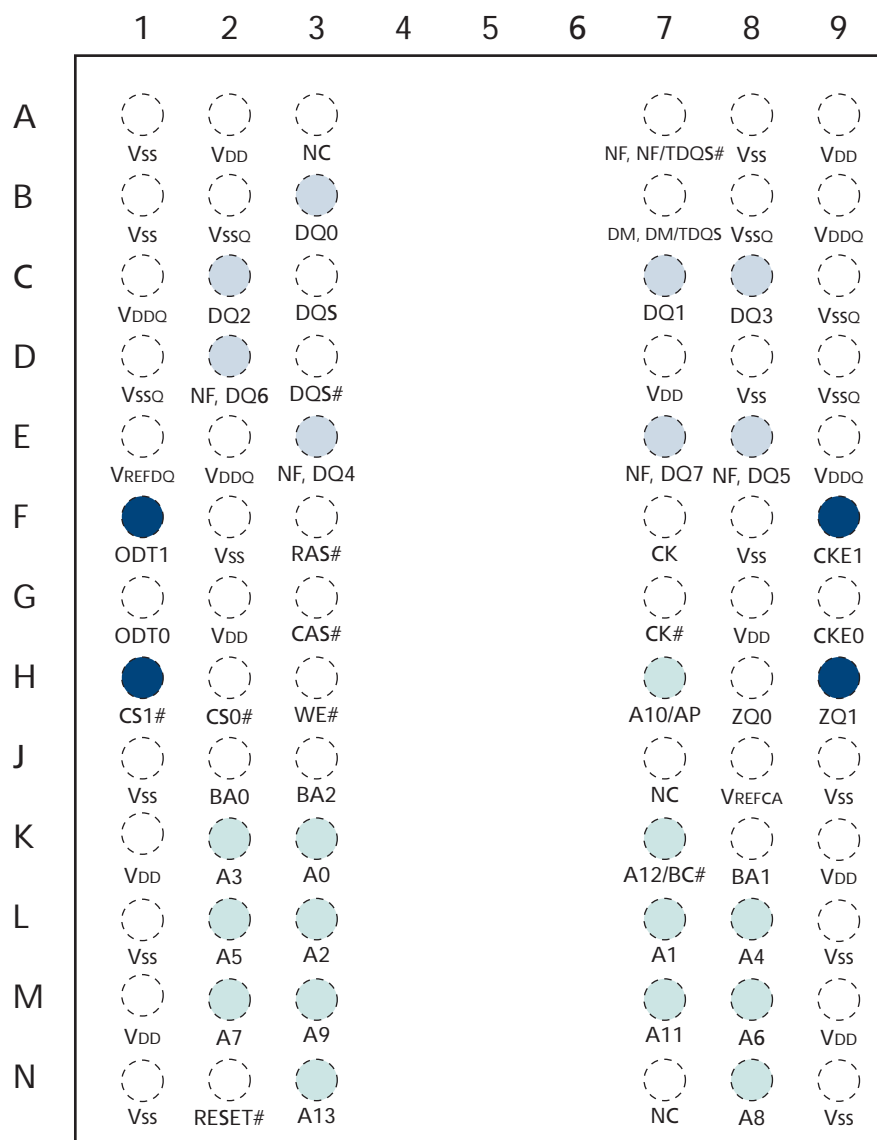 1 2 3 4 5 6 7 8 9
A
Vss VDD NC NF, NF/TDQS# Vss VDD
B
Vss VssQ DQ0 DM, DM/TDQS VssQ VDDQ
C
VDDQ DQ2 DQS DQ1 DQ3 VssQ
D
VssQ NF, DQ6 DQS# VDD Vss VssQ
E
VREFDQ VDDQ NF, DQ4 NF, DQ7 NF, DQ5 VDDQ
F
ODT1 Vss RAS# CK Vss CKE1
G
ODT0 VDD CAS# CK# VDD CKE0
H
CS1# CS0# WE# A10/AP ZQ0 ZQ1
J
Vss BA0 BA2 NC VREFCA Vss
K
VDD A3 A0 A12/BC# BA1 VDD
L
Vss A5 A2 A1 A4 Vss
M
VDD A7 A9 A11 A6 VDD
N
Vss RESET# A13 NC A8 Vss